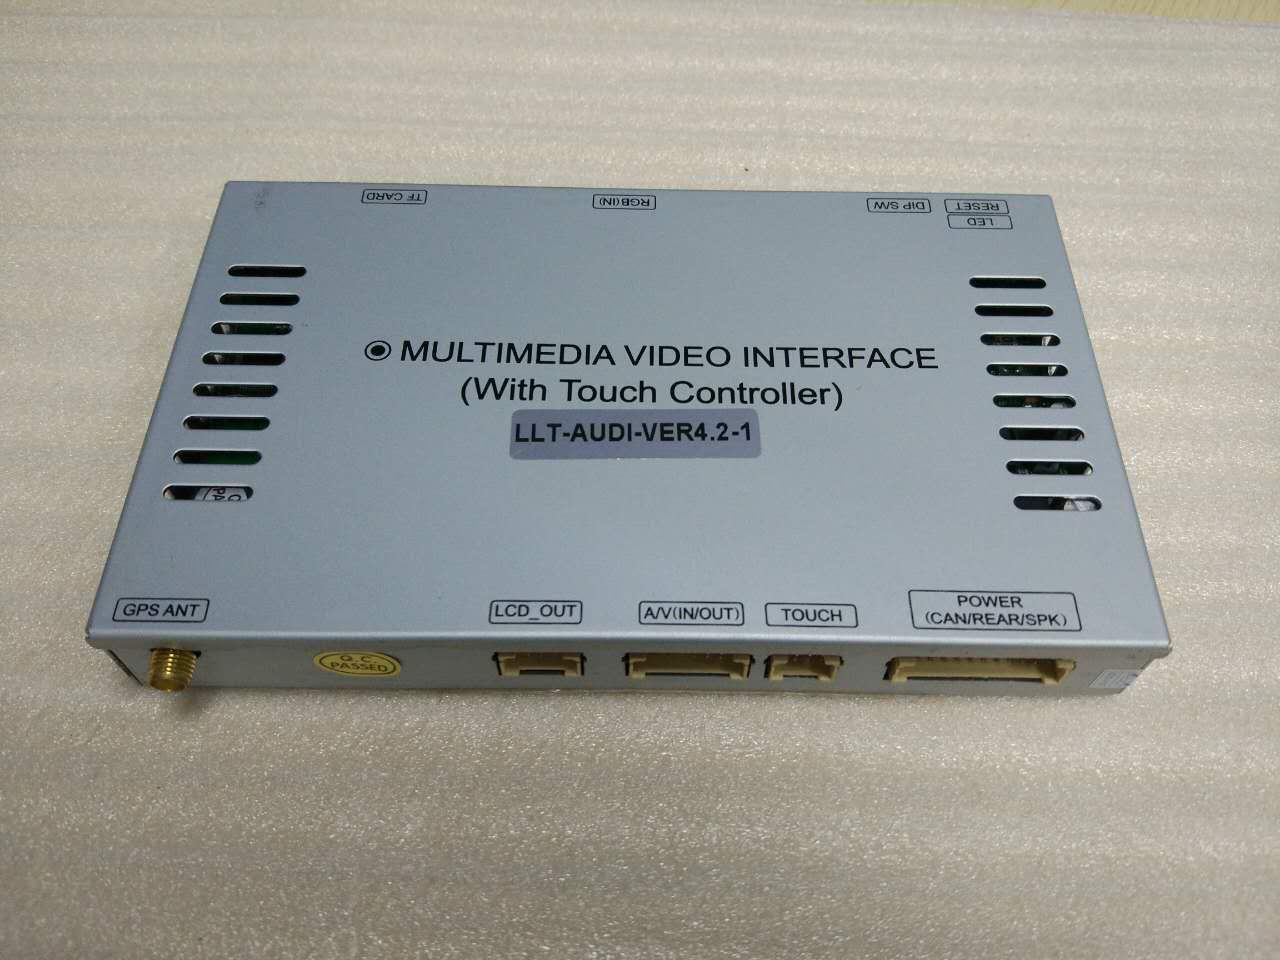 TF CARD
RGB(IN)
DIP S/W
RESET
LED
MULTIMEDIA VIDEO INTERFACE
(With Touch Controller)
LLT-AUDI-VER4.2-1
GPS ANT
LCD_OUT
A/V(IN/OUT)
TOUCH
POWER
(CAN/REAR/SPK)
Q.C.
PASSED